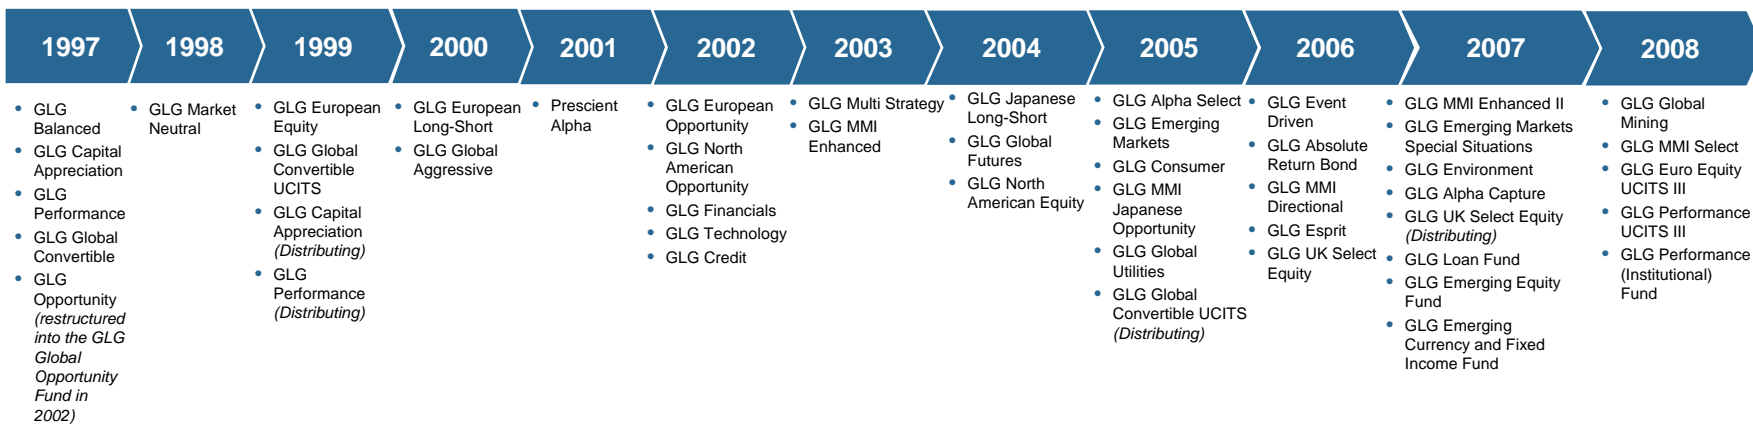 1997
1998
1999
2000
2001
2002
2003
2004
2005
2006
2007
2008
• GLG
Balanced
• GLG Capital
Appreciation
• GLG
Performance
• GLG Global
Convertible
• GLG
Opportunity
(restructured
into the GLG
Global
Opportunity
Fund in
2002)
• GLG Market
Neutral
• GLG European
Equity
• GLG Global
Convertible
UCITS
• GLG Capital
Appreciation
(Distributing)
• GLG
Performance
(Distributing)
• GLG European
Long-Short
• GLG Global
Aggressive
• Prescient
Alpha
• GLG European
Opportunity
• GLG North
American
Opportunity
• GLG Financials
• GLG Technology
• GLG Credit
• GLG Multi Strategy
• GLG MMI
Enhanced
• GLG Japanese
Long-Short
• GLG Global
Futures
• GLG North
American Equity
• GLG Alpha Select
• GLG Emerging
Markets
• GLG Consumer
• GLG MMI
Japanese
Opportunity
• GLG Global
Utilities
• GLG Global
Convertible UCITS
(Distributing)
• GLG Event
Driven
• GLG Absolute
Return Bond
• GLG MMI
Directional
• GLG Esprit
• GLG UK Select
Equity
• GLG MMI Enhanced II
• GLG Emerging Markets
Special Situations
• GLG Environment
• GLG Alpha Capture
• GLG UK Select Equity
(Distributing)
• GLG Loan Fund
• GLG Emerging Equity
Fund
• GLG Emerging
Currency and Fixed
Income Fund
• GLG Global
Mining
• GLG MMI Select
• GLG Euro Equity
UCITS III
• GLG Performance
UCITS III
• GLG Performance
(Institutional)
Fund